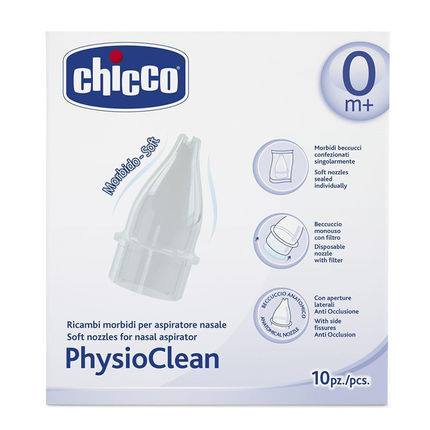 chicco
0
m+
Morbido - Soft
Morbidi beccucci
confezionati
singolarmente
Soft nozzles
sealed
individually
Beccuccio
monouso
con filtro
Disposable
nozzle
with filter
BECCUCCIO ANATOMICO
ANATOMICAL NOZZLE
Con aperture
laterali
Anti Occlusione
With side
fissures
Anti Occlusion
Ricambi morbidi per aspiratore nasale
Soft nozzles for nasal aspirator
PhysioClean
10pz./pcs.